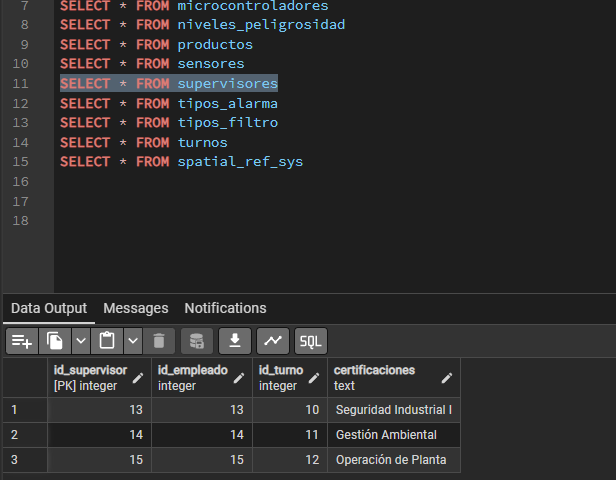 7 SELECT * FROM microcontroladores
8 SELECT * FROM niveles_peligrosidad
9 SELECT * FROM productos
10 SELECT * FROM sensores
11 SELECT * FROM supervisores
12 SELECT * FROM tipos_alarma
13 SELECT * FROM tipos_filtro
14 SELECT * FROM turnos
15 SELECT * FROM spatial_ref_sys
16
17
18
Data Output Messages Notifications
SQL
id_supervisor id_empleado id_turno certificaciones
[PK] integer integer integer text
1 13 13 10 Seguridad Industrial I
2 14 14 11 Gestión Ambiental
3 15 15 12 Operación de Planta